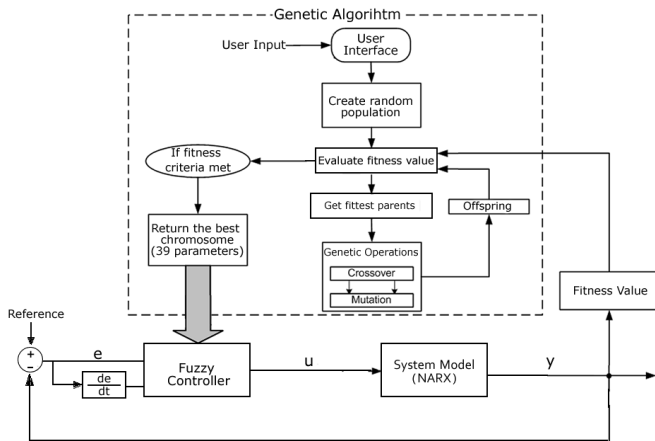 Genetic Algorihtm
User Input
User
Interface
Create random
population
Evaluate fitness value
If fitness
criteria met
Get fittest parents
Offspring
Return the best
chromosome
(39 parameters)
Genetic Operations
Crossover
Mutation
Fitness Value
Reference
+
-
e
de
dt
Fuzzy
Controller
u
System Model
(NARX)
y